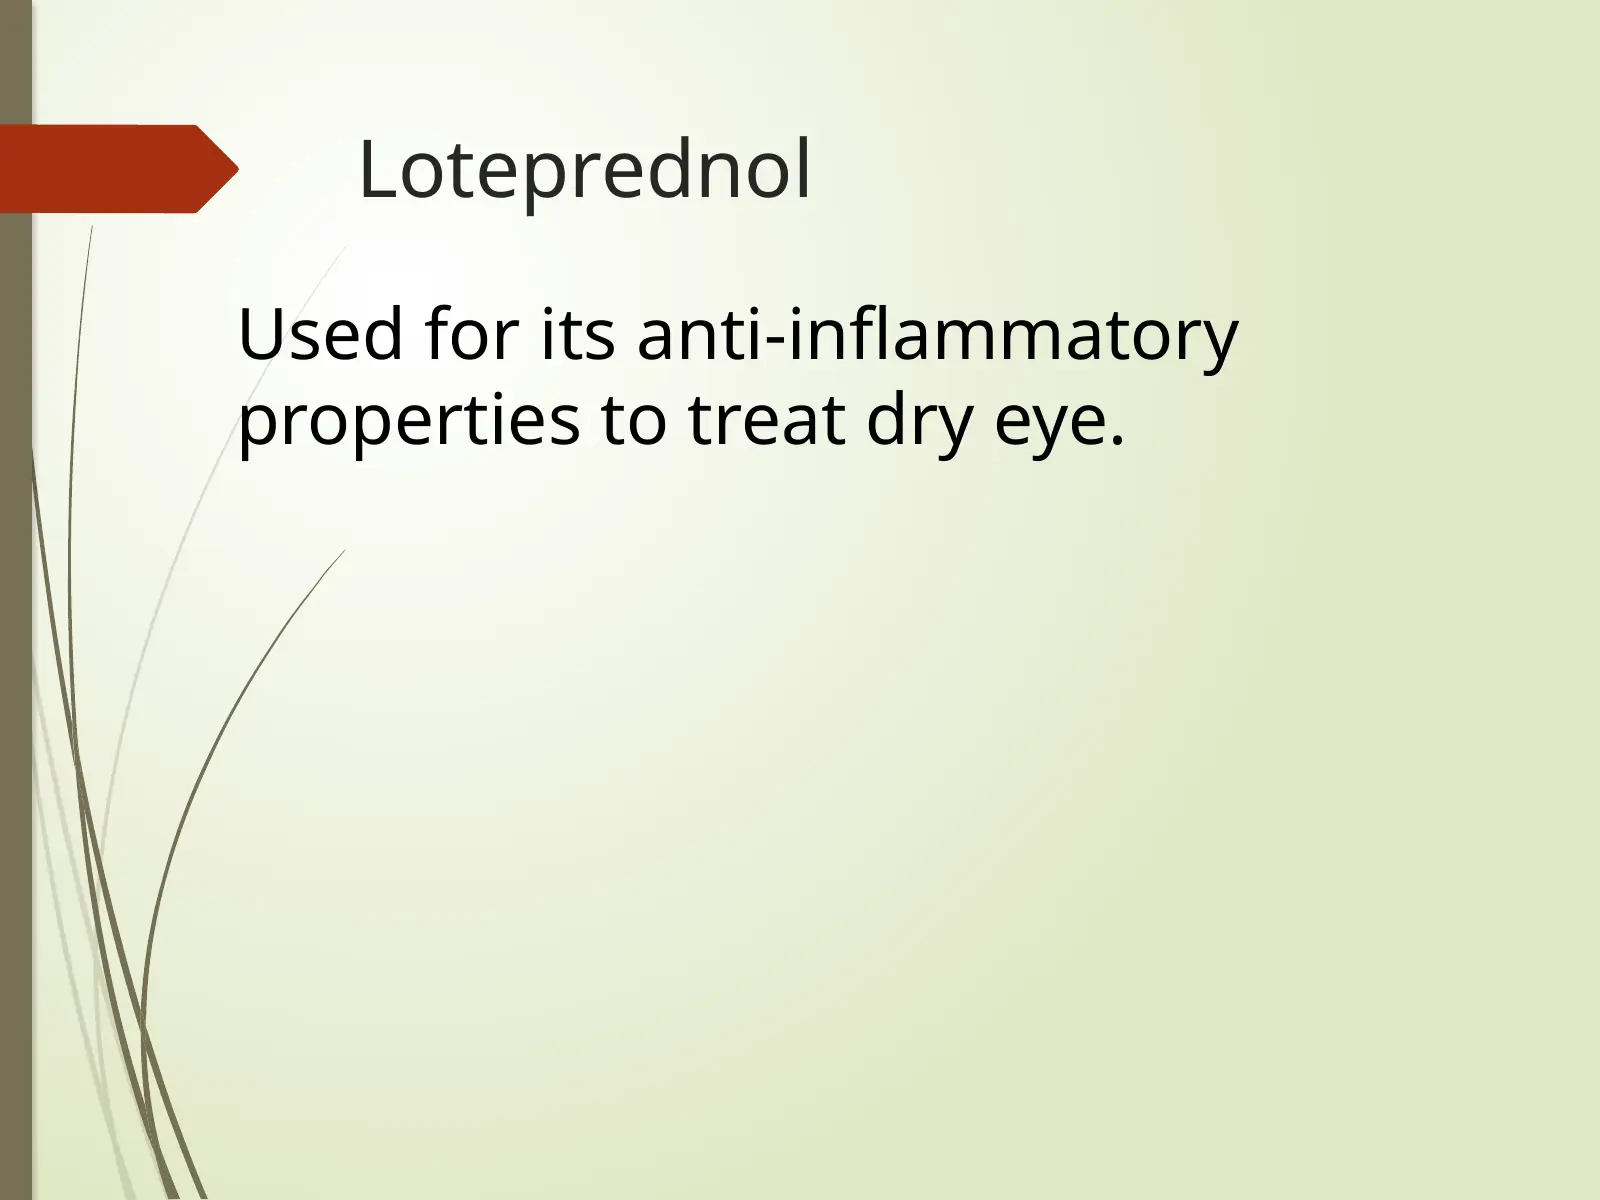 Loteprednol
Used for its anti-inflammatory
properties to treat dry eye.